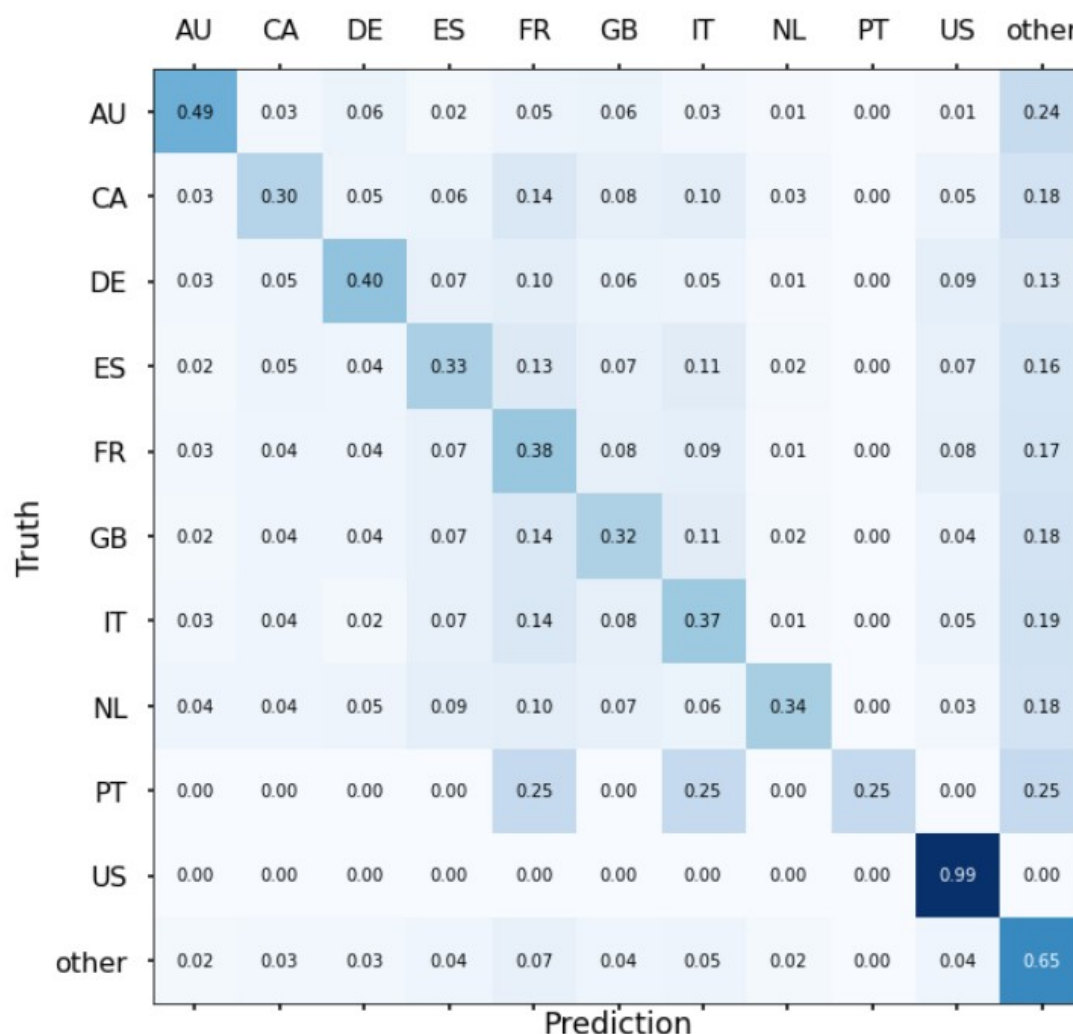 AU CA DE ES FR GB IT NL PT US other
AU 0.49 0.03 0.06 0.02 0.05 0.06 0.03 0.01 0.00 0.01 0.24
CA 0.03 0.30 0.05 0.06 0.14 0.08 0.10 0.03 0.00 0.05 0.18
DE 0.03 0.05 0.40 0.07 0.10 0.06 0.05 0.01 0.00 0.09 0.13
ES 0.02 0.05 0.04 0.33 0.13 0.07 0.11 0.02 0.00 0.07 0.16
FR 0.03 0.04 0.04 0.07 0.38 0.08 0.09 0.01 0.00 0.08 0.17
GB 0.02 0.04 0.04 0.07 0.14 0.32 0.11 0.02 0.00 0.04 0.18
IT 0.03 0.04 0.02 0.07 0.14 0.08 0.37 0.01 0.00 0.05 0.19
NL 0.04 0.04 0.05 0.09 0.10 0.07 0.06 0.34 0.00 0.03 0.18
PT 0.00 0.00 0.00 0.00 0.25 0.00 0.25 0.00 0.25 0.00 0.25
US 0.00 0.00 0.00 0.00 0.00 0.00 0.00 0.00 0.00 0.99 0.00
other 0.02 0.03 0.03 0.04 0.07 0.04 0.05 0.02 0.00 0.04 0.65
Truth
Prediction